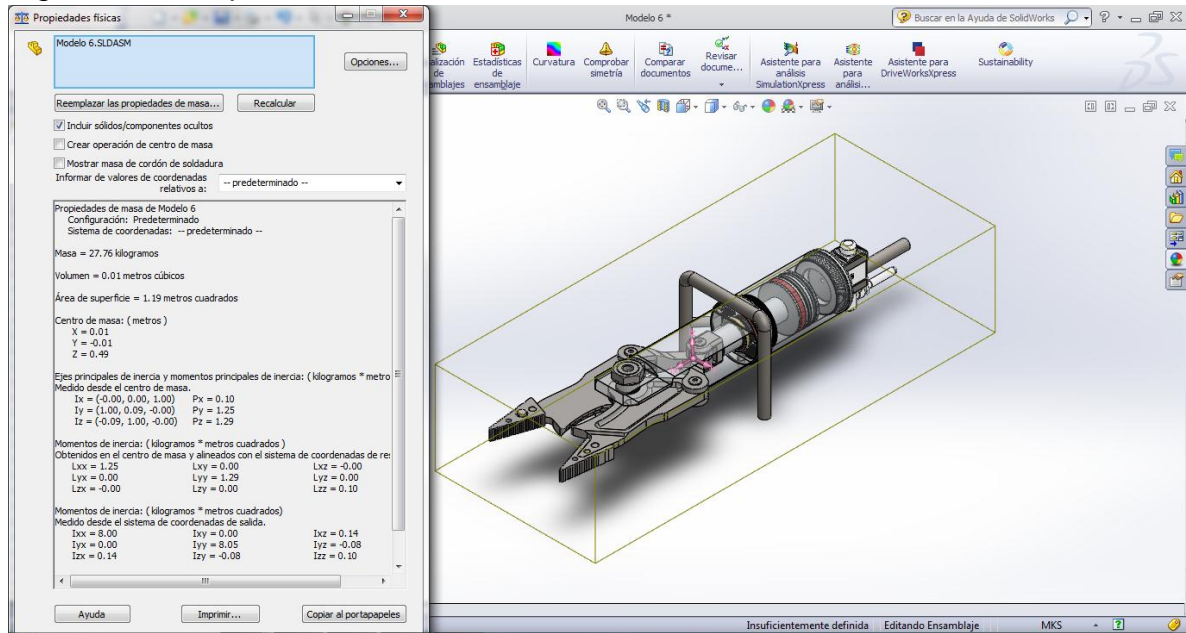 Propiedades físicas
Modelo 6 *
Buscar en la Ayuda de SolidWorks
Modelo 6.SLDASM
Opciones...
Reemplazar las propiedades de masa...
Recalcular
Incluir sólidos/componentes ocultos
Crear operación de centro de masa
Mostrar masa de cordón de soldadura
Informar de valores de coordenadas
relativos a:
-- predeterminado --
Propiedades de masa de Modelo 6
Configuración: Predeterminado
Sistema de coordenadas: -- predeterminado --
Masa = 27.76 kilogramos
Volumen = 0.01 metros cúbicos
Área de superficie = 1.19 metros cuadrados
Centro de masa: ( metros )
X = 0.01
Y = -0.01
Z = 0.49
Ejes principales de inercia y momentos principales de inercia: ( kilogramos * metro
Medido desde el centro de masa.
Ix = (-0.00, 0.00, 1.00) Px = 0.10
Iy = (1.00, 0.09, -0.00) Py = 1.25
Iz = (-0.09, 1.00, -0.00) Pz = 1.29
Momentos de inercia: ( kilogramos * metros cuadrados )
Obtenidos en el centro de masa y alineados con el sistema de coordenadas de re
Lxx = 1.25 Lxy = 0.00 Lxz = -0.00
Lyx = 0.00 Lyy = 1.29 Lyz = 0.00
Lzx = -0.00 Lzy = 0.00 Lzz = 0.10
Momentos de inercia: ( kilogramos * metros cuadrados)
Medido desde el sistema de coordenadas de salida.
Ixx = 8.00 Ixy = 0.00 Ixz = 0.14
Iyx = 0.00 Iyy = 8.05 Iyz = -0.08
Izx = 0.14 Izy = -0.08 Izz = 0.10
Ayuda
Imprimir...
Copiar al portapapeles
alización
de
amblajes
Estadísticas
de
ensamblaje
Curvatura
Comprobar
simetría
Comparar
documentos
Revisar
docume...
Asistente para
análisis
SimulationXpress
Asistente
para
análisi...
Asistente para
DriveWorksXpress
Sustainability
Insuficientemente definida
Editando Ensamblaje
MKS